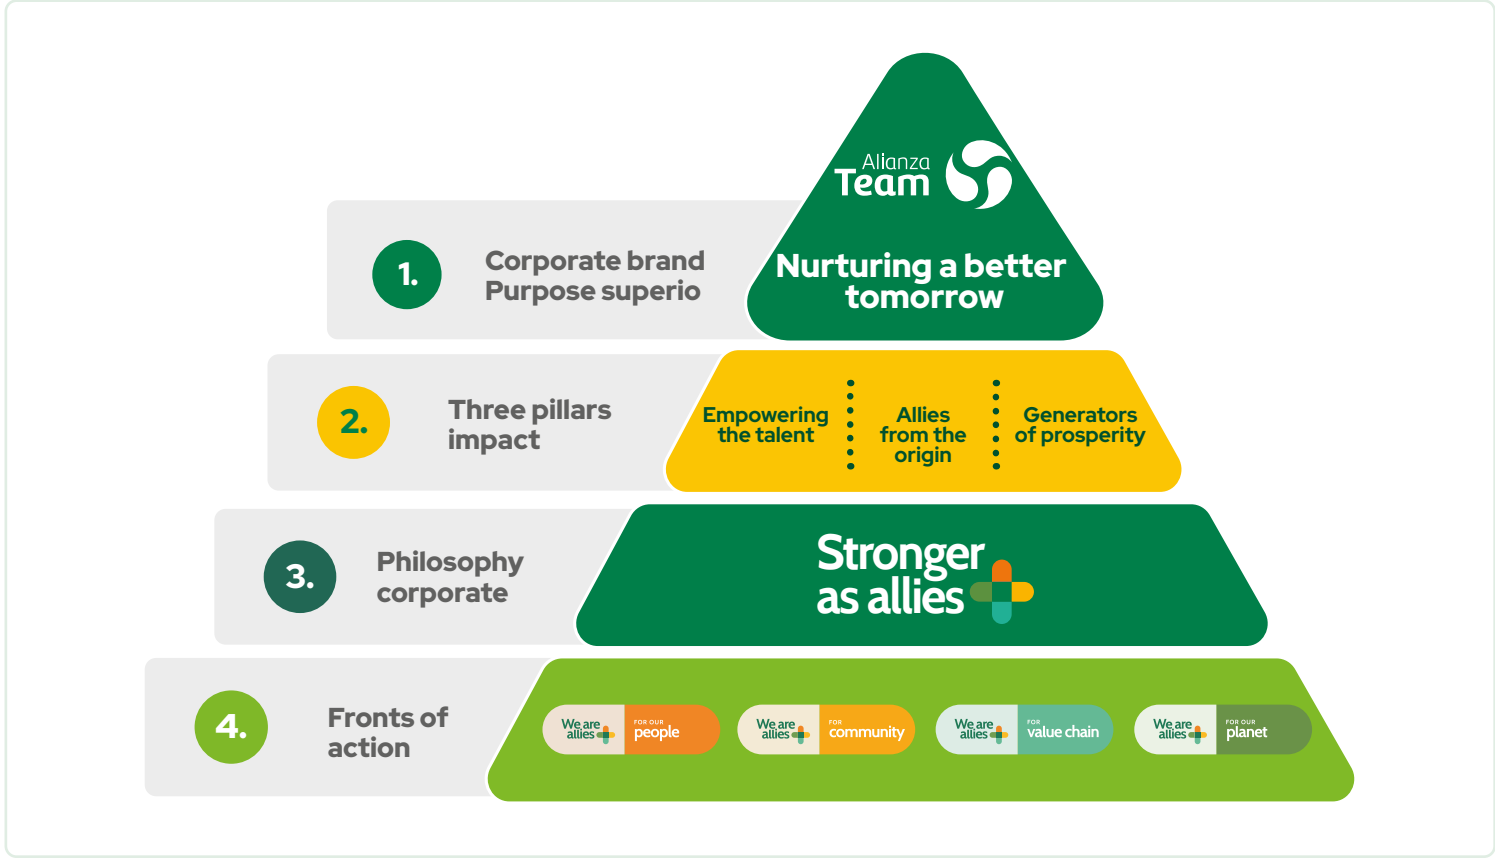 Alianza
Team
1.
Corporate brand
Purpose superio
Nurturing a better
tomorrow
2.
Three pillars
impact
Empowering
the talent
Allies
from the
origin
Generators
of prosperity
3.
Philosophy
corporate
Stronger
as allies
4.
Fronts of
action
We are
allies
FOR OUR
people
We are
allies
FOR
community
We are
allies
FOR
value chain
We are
allies
FOR OUR
planet